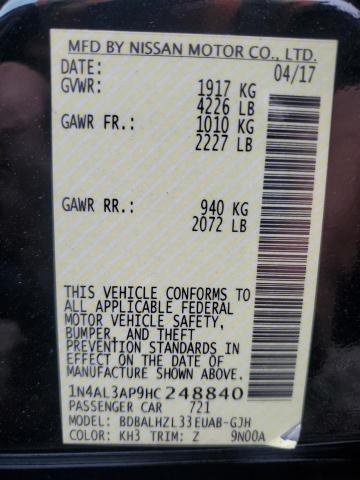 MFD BY NISSAN MOTOR CO., LTD.
DATE: 04/17
GVWR: 1917 KG
4226 LB
GAWR FR.: 1010 KG
2227 LB
GAWR RR.: 940 KG
2072 LB
THIS VEHICLE CONFORMS TO
ALL APPLICABLE FEDERAL
MOTOR VEHICLE SAFETY,
BUMPER, AND THEFT
PREVENTION STANDARDS IN
EFFECT ON THE DATE OF
MANUFACTURE SHOWN ABOVE.
1N4AL3AP9HC248840
PASSENGER CAR 721
MODEL: BDBALHZL33EUAB-GJH
COLOR: KH3 TRIM: Z 9N00A